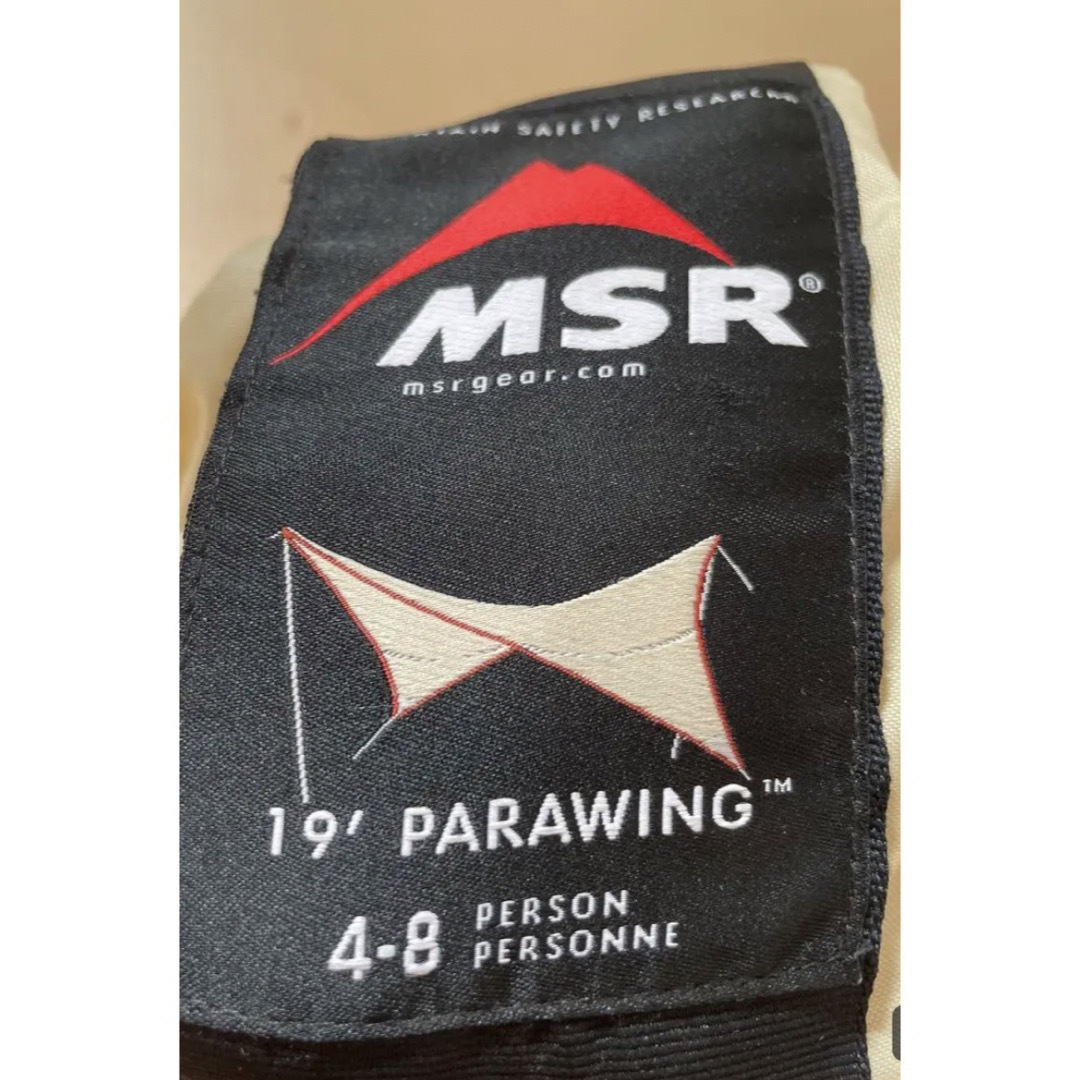 SAFETY RESEARCH
MSR®
msrgear.com
19' PARAWING™
4-8 PERSON
PERSONNE